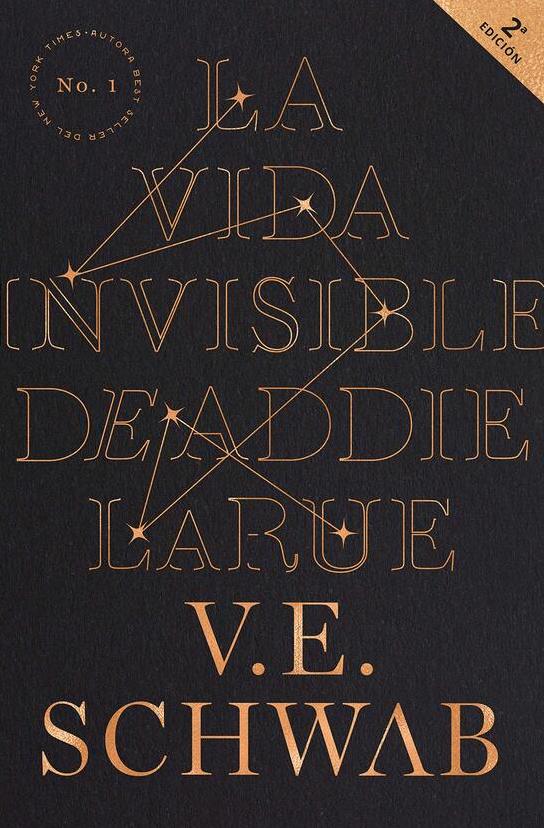 NEW YORK TIMES · AUTORA BEST SELLER DEL
No. 1
2ª
EDICIÓN
LA
VIDA
INVISIBLE
DE ADDIE
LARUE
V. E.
SCHWAB